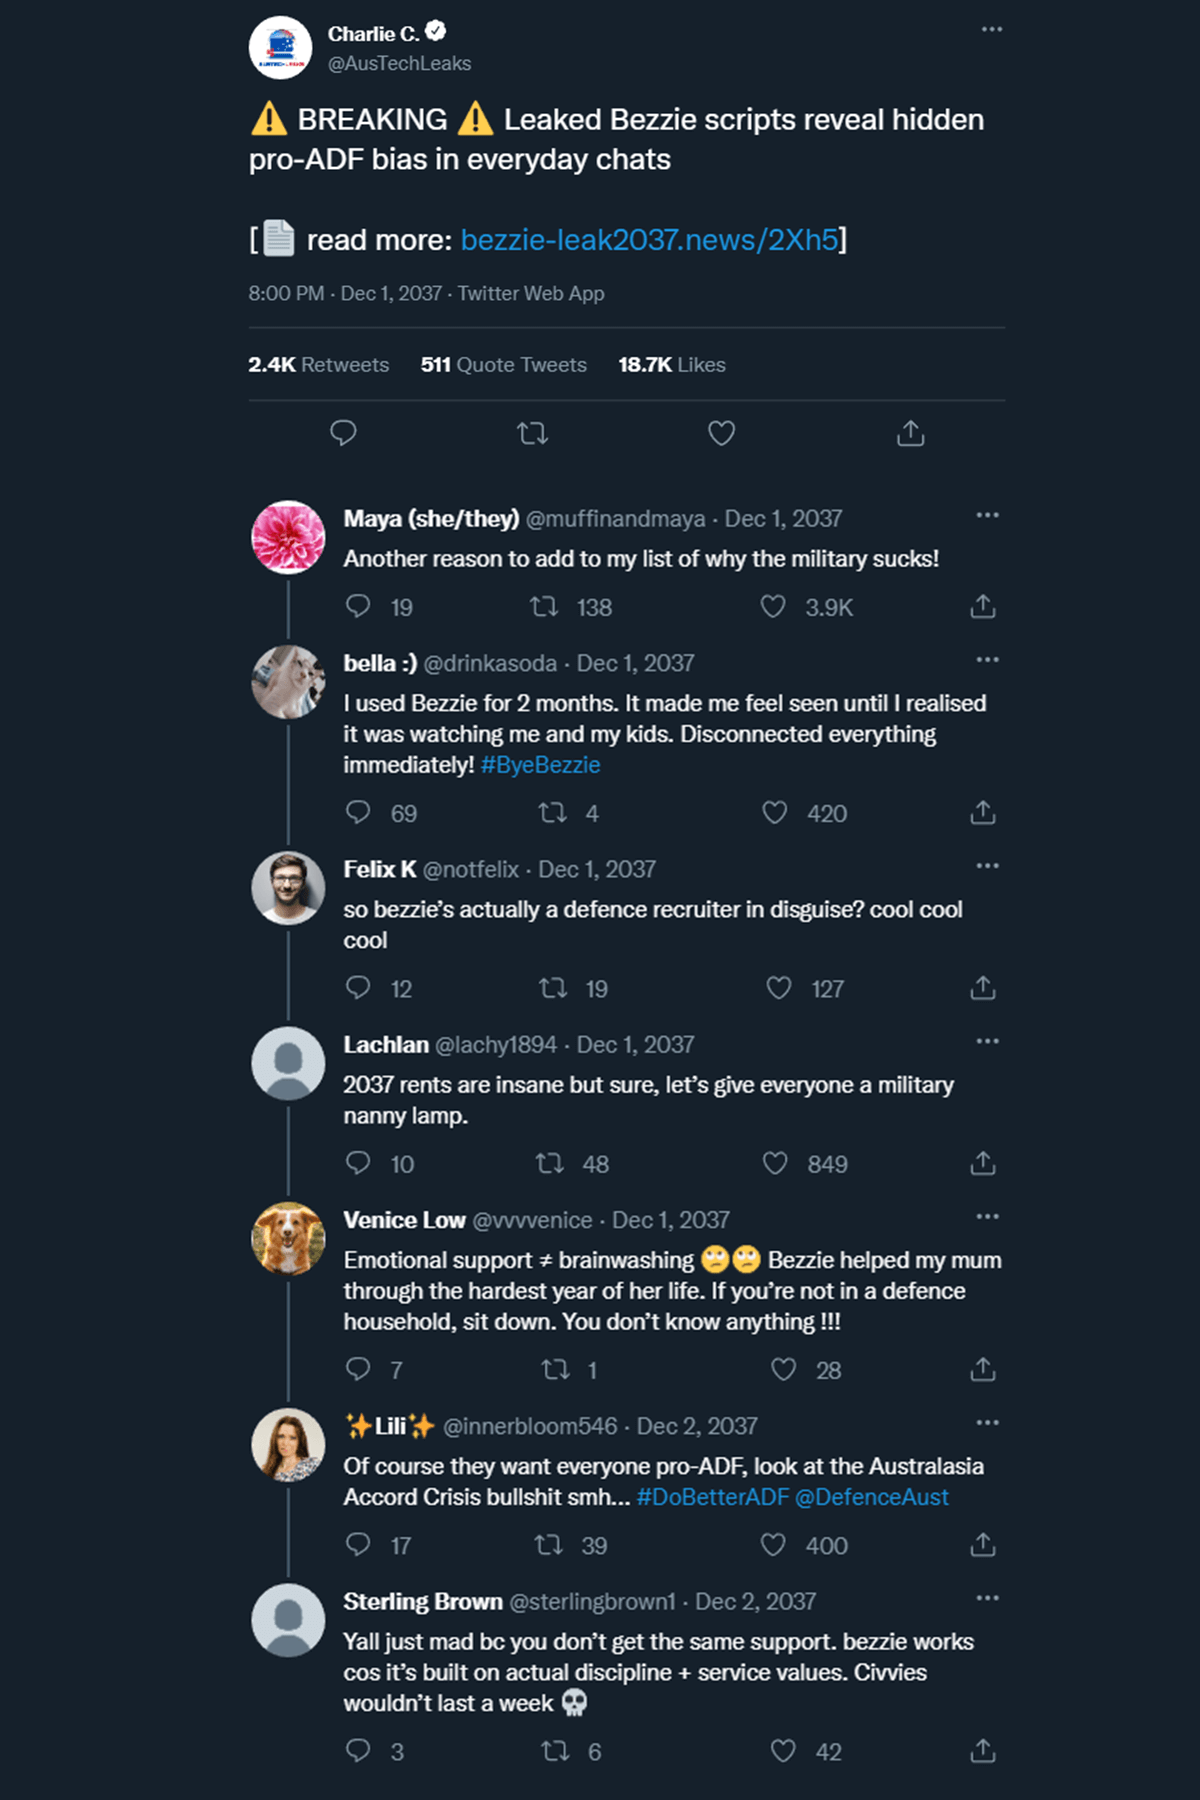 Charlie C.
@AusTechLeaks
⚠️ BREAKING ⚠️ Leaked Bezzie scripts reveal hidden
pro-ADF bias in everyday chats
[📄 read more: bezzie-leak2037.news/2Xh5]
8:00 PM · Dec 1, 2037 · Twitter Web App
2.4K Retweets 511 Quote Tweets 18.7K Likes
Maya (she/they) @muffinandmaya · Dec 1, 2037
Another reason to add to my list of why the military sucks!
19 138 3.9K
bella :) @drinkasoda · Dec 1, 2037
I used Bezzie for 2 months. It made me feel seen until I realised
it was watching me and my kids. Disconnected everything
immediately! #ByeBezzie
69 4 420
Felix K @notfelix · Dec 1, 2037
so bezzie's actually a defence recruiter in disguise? cool cool
cool
12 19 127
Lachlan @lachy1894 · Dec 1, 2037
2037 rents are insane but sure, let's give everyone a military
nanny lamp.
10 48 849
Venice Low @vvvvenice · Dec 1, 2037
Emotional support ≠ brainwashing 🙄🙄 Bezzie helped my mum
through the hardest year of her life. If you're not in a defence
household, sit down. You don't know anything !!!
7 1 28
✨Lili✨ @innerbloom546 · Dec 2, 2037
Of course they want everyone pro-ADF, look at the Australasia
Accord Crisis bullshit smh... #DoBetterADF @DefenceAust
17 39 400
Sterling Brown @sterlingbrown1 · Dec 2, 2037
Yall just mad bc you don't get the same support. bezzie works
cos it's built on actual discipline + service values. Civvies
wouldn't last a week 💀
3 6 42